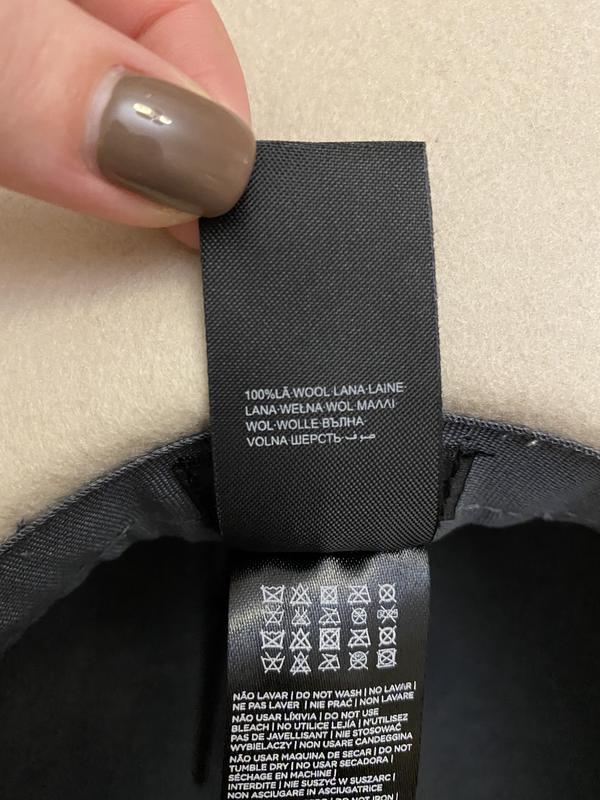 100%LÃ·WOOL·LANA·LAINE·
LANA·WEŁNA·WOL·ΜΑΛΛΙ·
WOL·WOLLE·ВЪЛНА·
VOLNA·ШЕРСТЬ·صوف
NÃO LAVAR | DO NOT WASH | NO LAVAR |
NE PAS LAVER | NIE PRAĆ | NON LAVARE
NÃO USAR LÍXIVIA | DO NOT USE
BLEACH | NO UTILICE LEJÍA | N'UTILISEZ
PAS DE JAVELLISANT | NIE STOSOWAĆ
WYBIELACZY | NON USARE CANDEGGINA
NÃO USAR MAQUINA DE SECAR | DO NOT
TUMBLE DRY | NO USAR SECADORA |
SÉCHAGE EN MACHINE |
INTERDITE | NIE SUSZYĆ W SUSZARC |
NON ASCIUGARE IN ASCIUGATRICE